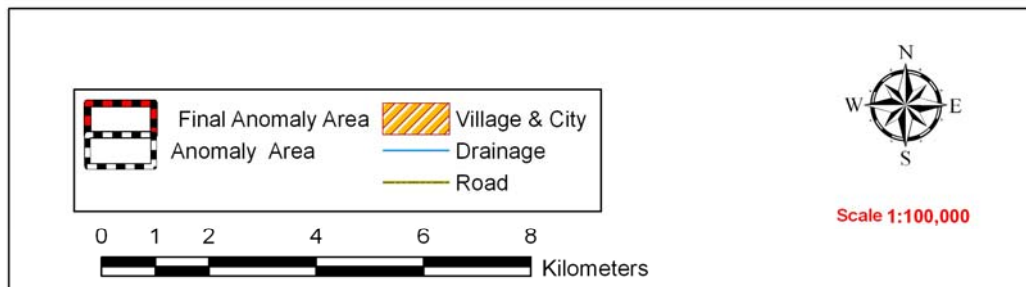 Final Anomaly Area
Anomaly Area
Village & City
Drainage
Road
0 1 2 4 6 8
Kilometers
N
W E
S
Scale 1:100,000